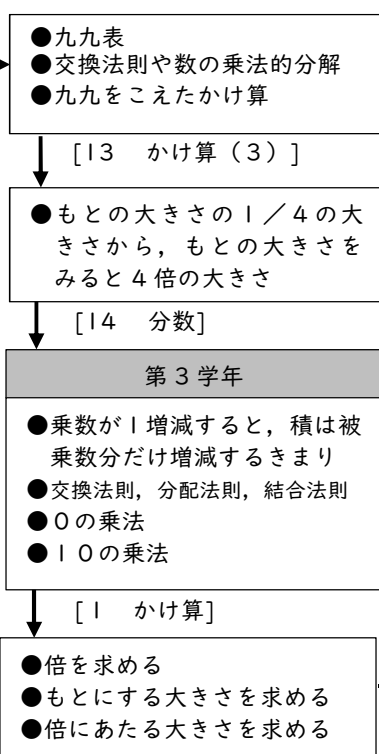 ●九九表
●交換法則や数の乗法的分解
●九九をこえたかけ算
[13　かけ算（3）]
●もとの大きさの1／4の大
きさから，もとの大きさを
みると4倍の大きさ
[14　分数]
第3学年
●乗数が1増減すると，積は被
乗数分だけ増減するきまり
●交換法則，分配法則，結合法則
●0の乗法
●10の乗法
[1　かけ算]
●倍を求める
●もとにする大きさを求める
●倍にあたる大きさを求める